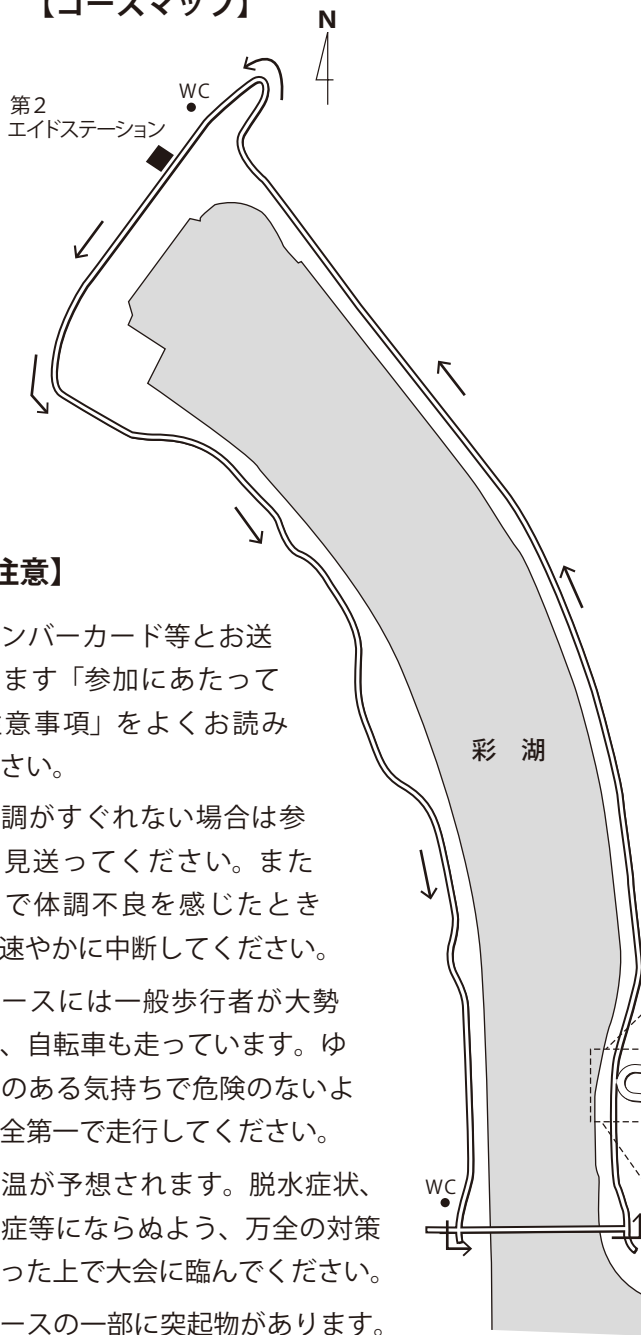 【コースマップ】
N
WC
第2
エイドステーション
注意】
ンバーカード等とお送
ます「参加にあたって
意事項」をよくお読み
さい。
調がすぐれない場合は参
見送ってください。また
で体調不良を感じたとき
速やかに中断してください。
ースには一般歩行者が大勢
、自転車も走っています。ゆ
のある気持ちで危険のないよ
全第一で走行してください。
温が予想されます。脱水症状、
症等にならぬよう、万全の対策
った上で大会に臨んでください。
ースの一部に突起物があります。
彩 湖
WC